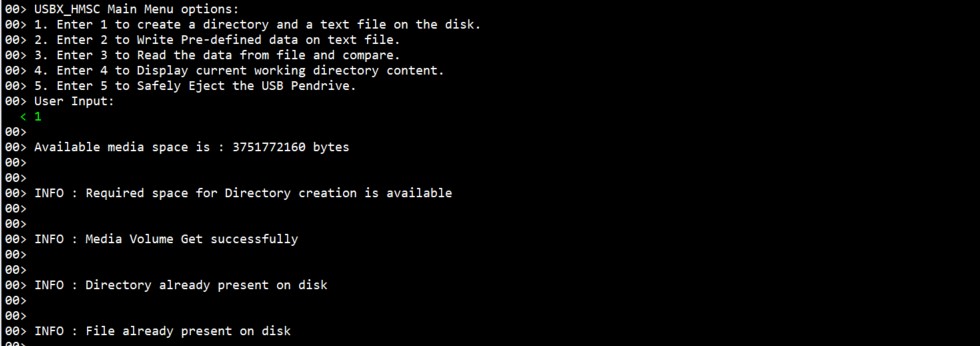 00> USBX_HMSC Main Menu options:
00> 1. Enter 1 to create a directory and a text file on the disk.
00> 2. Enter 2 to Write Pre-defined data on text file.
00> 3. Enter 3 to Read the data from file and compare.
00> 4. Enter 4 to Display current working directory content.
00> 5. Enter 5 to Safely Eject the USB Pendrive.
00> User Input:
< 1
00>
00> Available media space is : 3751772160 bytes
00>
00>
00> INFO : Required space for Directory creation is available
00>
00>
00> INFO : Media Volume Get successfully
00>
00>
00> INFO : Directory already present on disk
00>
00>
00> INFO : File already present on disk
00>